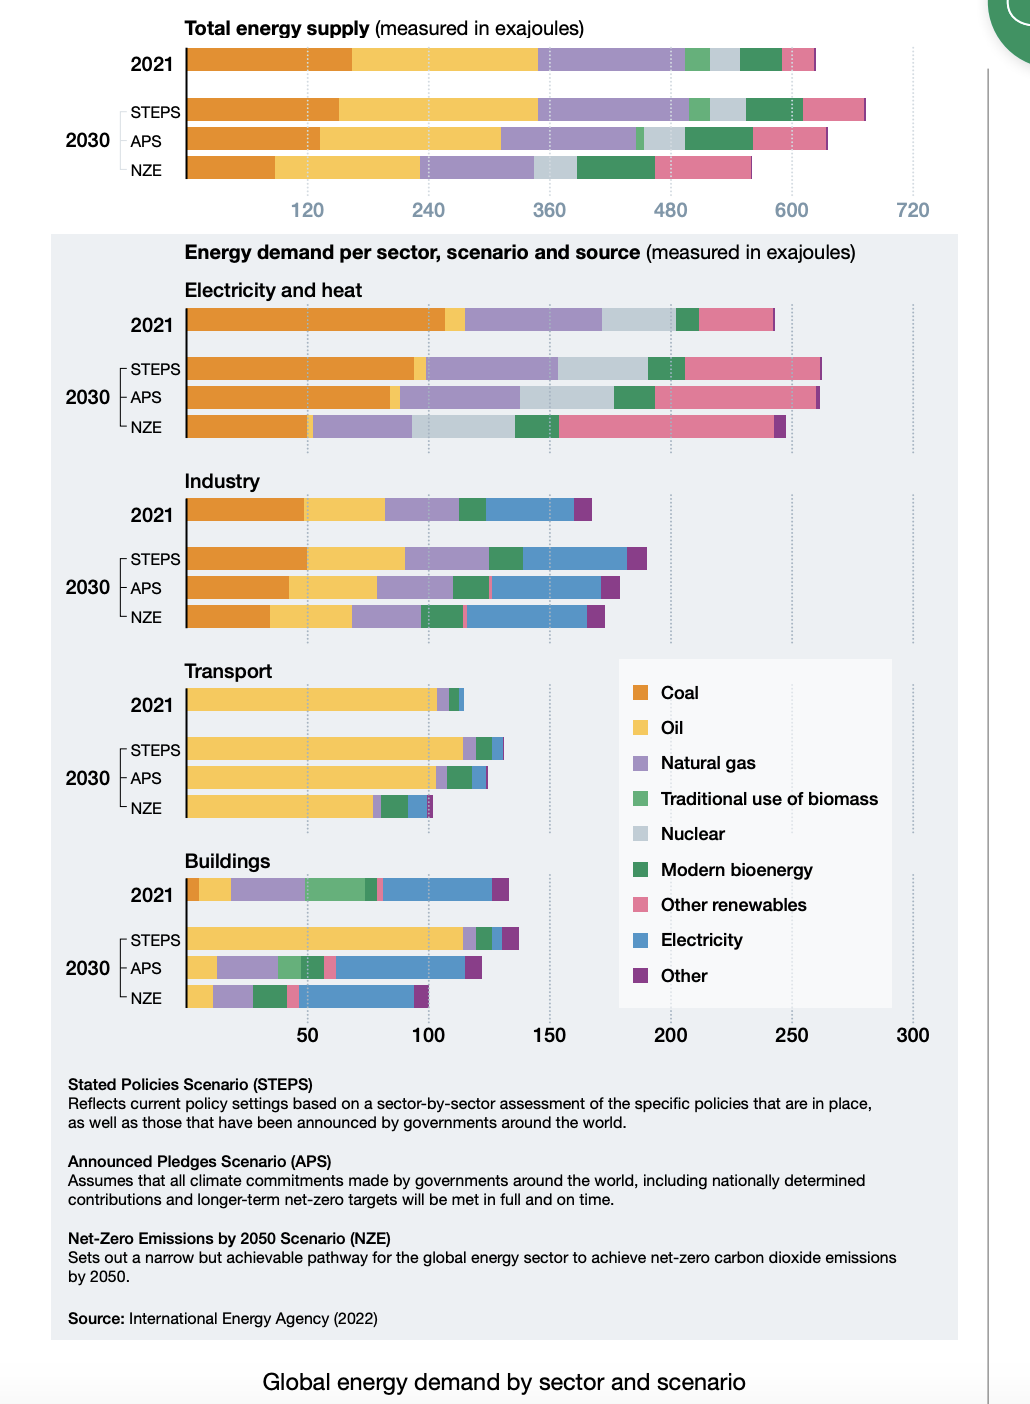 Total energy supply (measured in exajoules)
2021
STEPS
2030
APS
NZE
120 240 360 480 600 720
Energy demand per sector, scenario and source (measured in exajoules)
Electricity and heat
2021
STEPS
2030
APS
NZE
Industry
2021
STEPS
2030
APS
NZE
Transport
2021
STEPS
2030
APS
NZE
Coal
Oil
Natural gas
Traditional use of biomass
Nuclear
Modern bioenergy
Other renewables
Electricity
Other
Buildings
2021
STEPS
2030
APS
NZE
50 100 150 200 250 300
Stated Policies Scenario (STEPS)
Reflects current policy settings based on a sector-by-sector assessment of the specific policies that are in place,
as well as those that have been announced by governments around the world.
Announced Pledges Scenario (APS)
Assumes that all climate commitments made by governments around the world, including nationally determined
contributions and longer-term net-zero targets will be met in full and on time.
Net-Zero Emissions by 2050 Scenario (NZE)
Sets out a narrow but achievable pathway for the global energy sector to achieve net-zero carbon dioxide emissions
by 2050.
Source: International Energy Agency (2022)
Global energy demand by sector and scenario